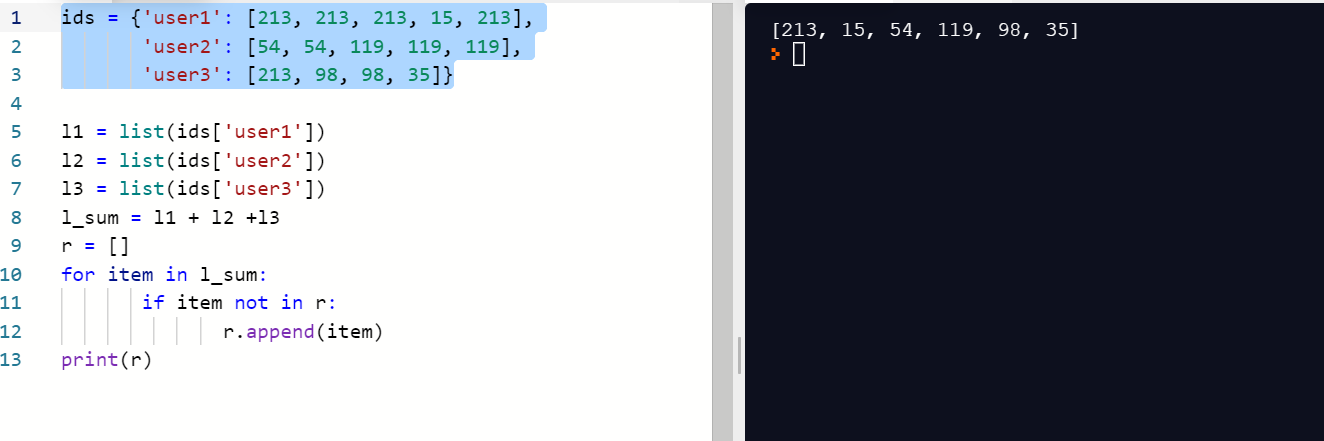 1 ids = {'user1': [213, 213, 213, 15, 213],
2 'user2': [54, 54, 119, 119, 119],
3 'user3': [213, 98, 98, 35]}
4
5 l1 = list(ids['user1'])
6 l2 = list(ids['user2'])
7 l3 = list(ids['user3'])
8 l_sum = l1 + l2 +l3
9 r = []
10 for item in l_sum:
11 if item not in r:
12 r.append(item)
13 print(r)
[213, 15, 54, 119, 98, 35]